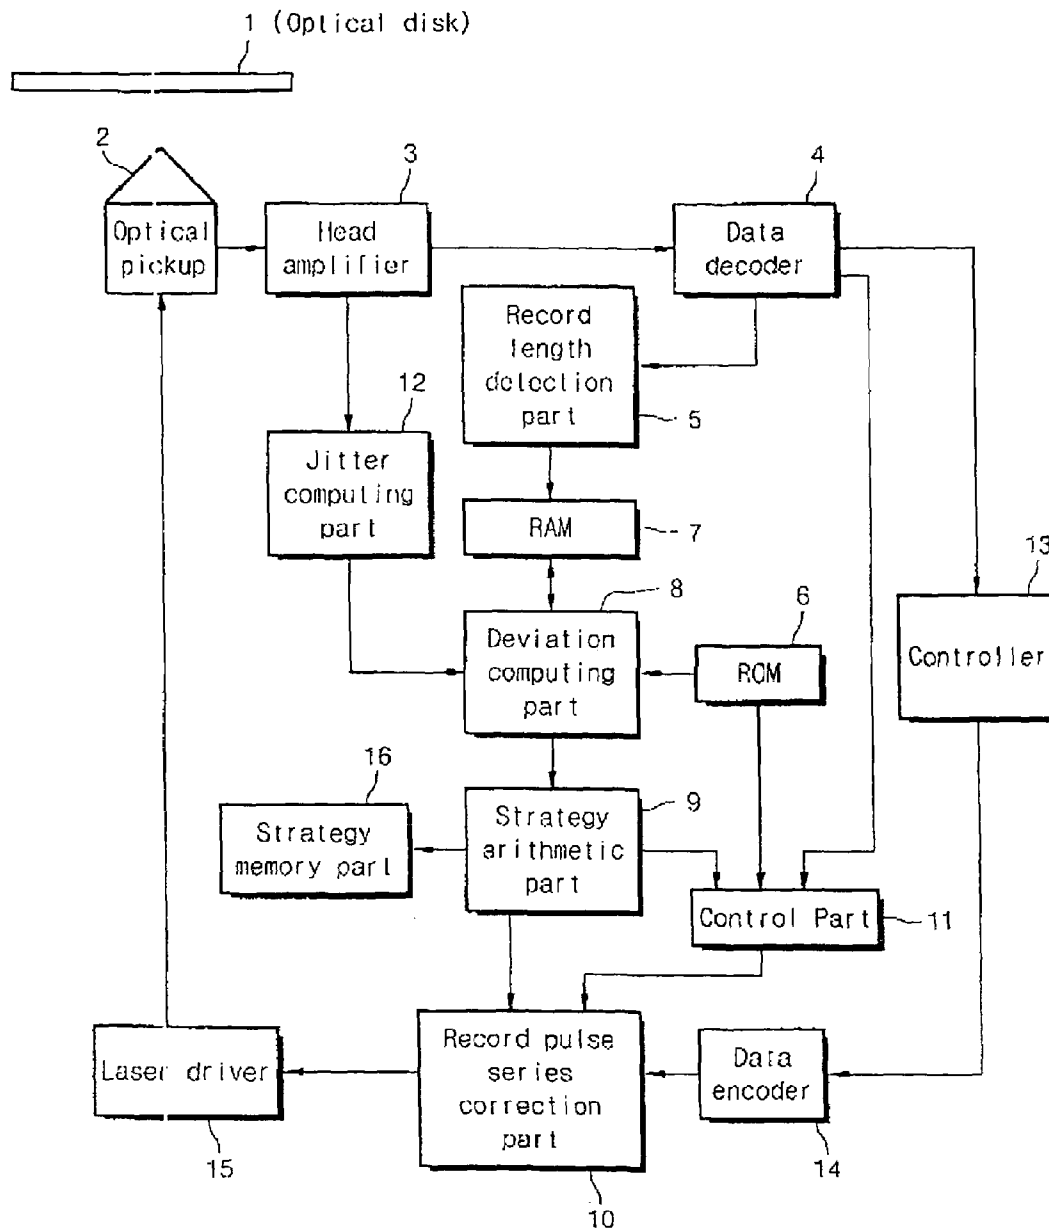 1 (Optical disk)
2
3
4
Optical
pickup
Head
amplifier
Data
decoder
Record
length
detection
part
5
12
Jitter
computing
part
RAM
7
13
8
6
Deviation
computing
part
ROM
Controller
16
9
Strategy
memory part
Strategy
arithmetic
part
Control Part
11
Laser driver
Record pulse
series
correction
part
Data
encoder
15
14
10